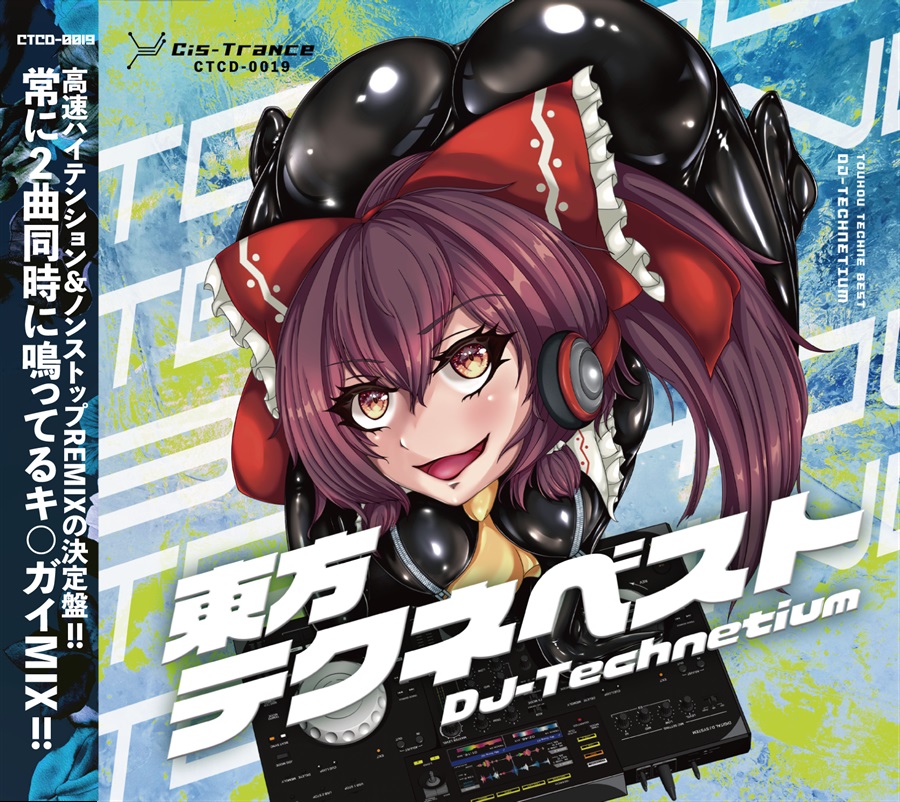 CTCD-0019
高速ハイテンション&ノンストップREMIXの決定盤!!
常に2曲同時に鳴ってるキ○ガイMIX!!
Cis-Trance
CTCD-0019
TOUHOU TECHNE BEST
DJ-TECHNETIUM
東方
テクネベスト
DJ-Technetium